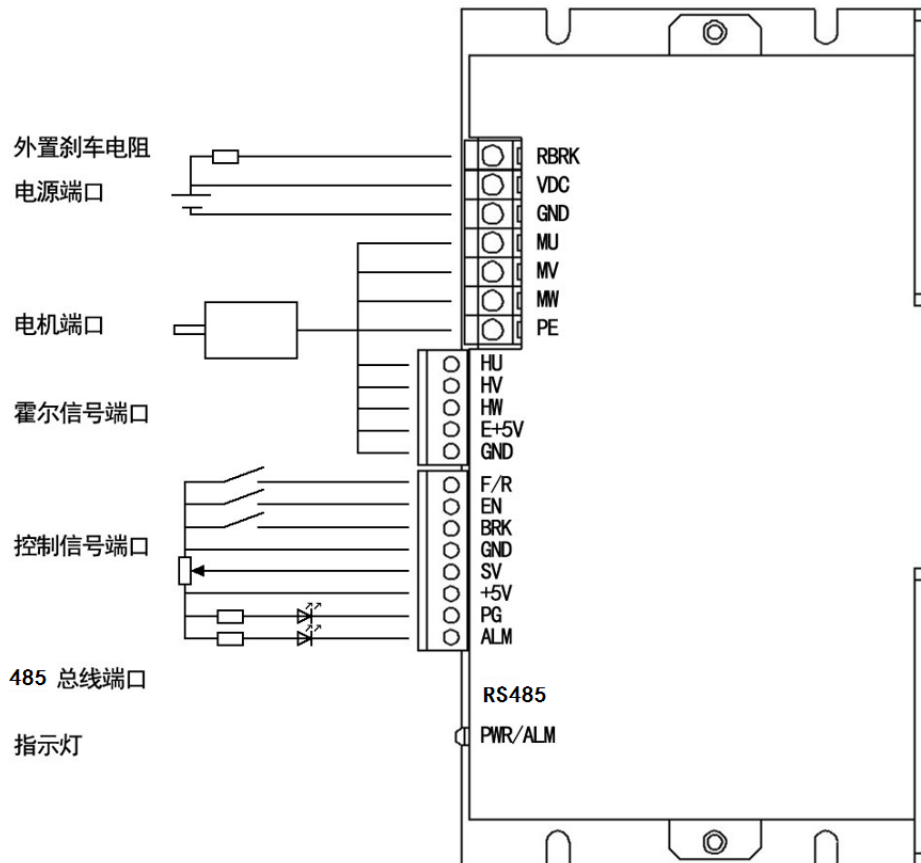 外置刹车电阻
电源端口
电机端口
霍尔信号端口
控制信号端口
485 总线端口
指示灯
RBRK
VDC
GND
MU
MV
MW
PE
HU
HV
HW
E+5V
GND
F/R
EN
BRK
GND
SV
+5V
PG
ALM
RS485
PWR/ALM